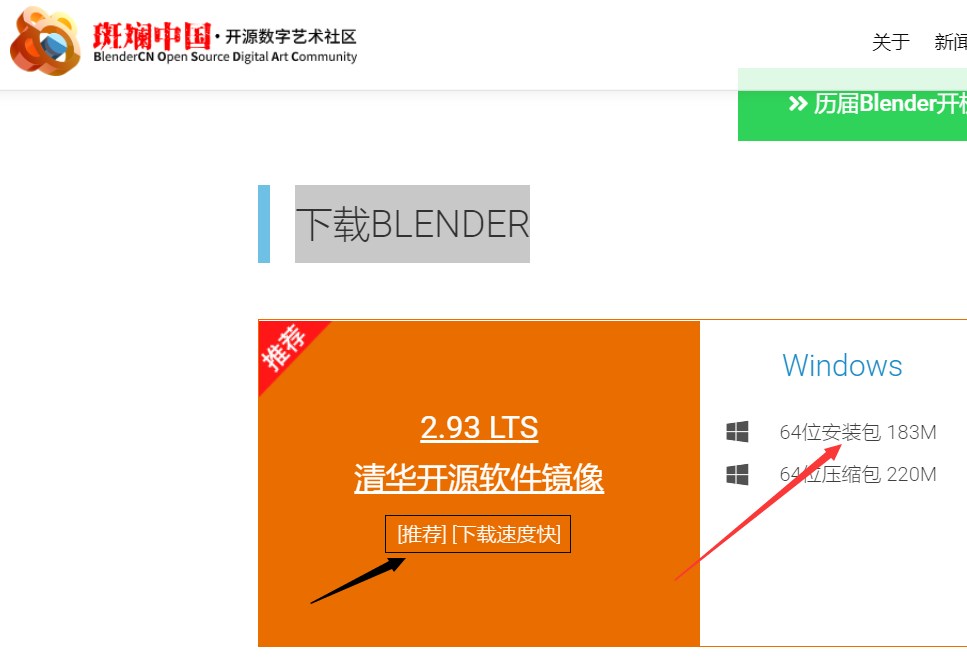 斑斓中国·开源数字艺术社区
BlenderCN Open Source Digital Art Community
关于 新闻
历届Blender开
下载BLENDER
推荐
2.93 LTS
清华开源软件镜像
[推荐] [下载速度快]
Windows
64位安装包 183M
64位压缩包 220M